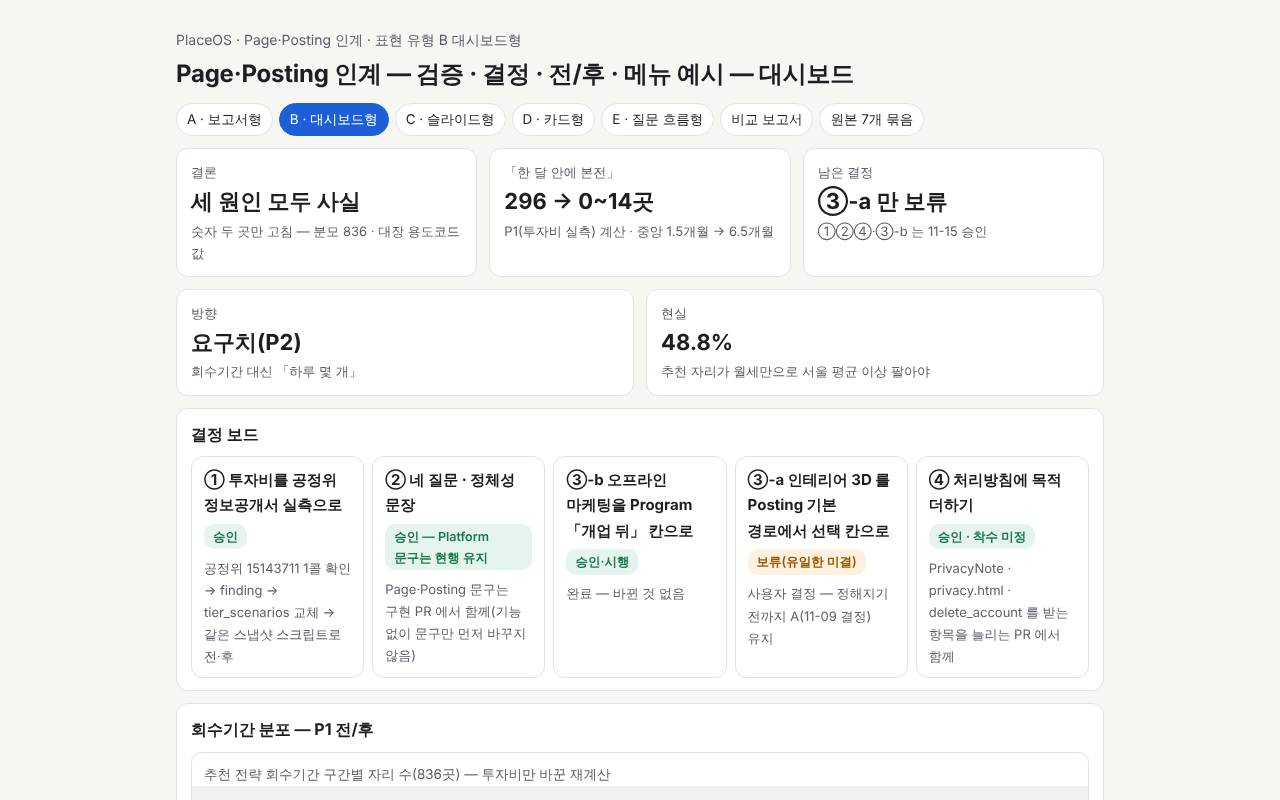 PlaceOS · Page·Posting 인계 · 표현 유형 B 대시보드형
Page·Posting 인계 — 검증 · 결정 · 전/후 · 메뉴 예시 — 대시보드
A · 보고서형
B · 대시보드형
C · 슬라이드형
D · 카드형
E · 질문 흐름형
비교 보고서
원본 7개 묶음
결론
세 원인 모두 사실
숫자 두 곳만 고침 — 분모 836 · 대장 용도코드
값
「한 달 안에 본전」
296 → 0~14곳
P1(투자비 실측) 계산 · 중앙 1.5개월 → 6.5개월
남은 결정
③-a 만 보류
①②④·③-b 는 11-15 승인
방향
요구치(P2)
회수기간 대신 「하루 몇 개」
현실
48.8%
추천 자리가 월세만으로 서울 평균 이상 팔아야
결정 보드
① 투자비를 공정위
정보공개서 실측으로
승인
공정위 15143711 1콜 확인
→ finding →
tier_scenarios 교체 →
같은 스냅샷 스크립트로
전·후
② 네 질문 · 정체성
문장
승인 — Platform
문구는 현행 유지
Page·Posting 문구는
구현 PR 에서 함께(기능
없이 문구만 먼저 바꾸지
않음)
③-b 오프라인
마케팅을 Program
「개업 뒤」 칸으로
승인·시행
완료 — 바뀐 것 없음
③-a 인테리어 3D 를
Posting 기본
경로에서 선택 칸으로
보류(유일한 미결)
사용자 결정 — 정해지기
전까지 A(11-09 결정)
유지
④ 처리방침에 목적
더하기
승인 · 착수 미정
PrivacyNote ·
privacy.html ·
delete_account 를 받는
항목을 늘리는 PR 에서
함께
회수기간 분포 — P1 전/후
추천 전략 회수기간 구간별 자리 수(836곳) — 투자비만 바꾼 재계산